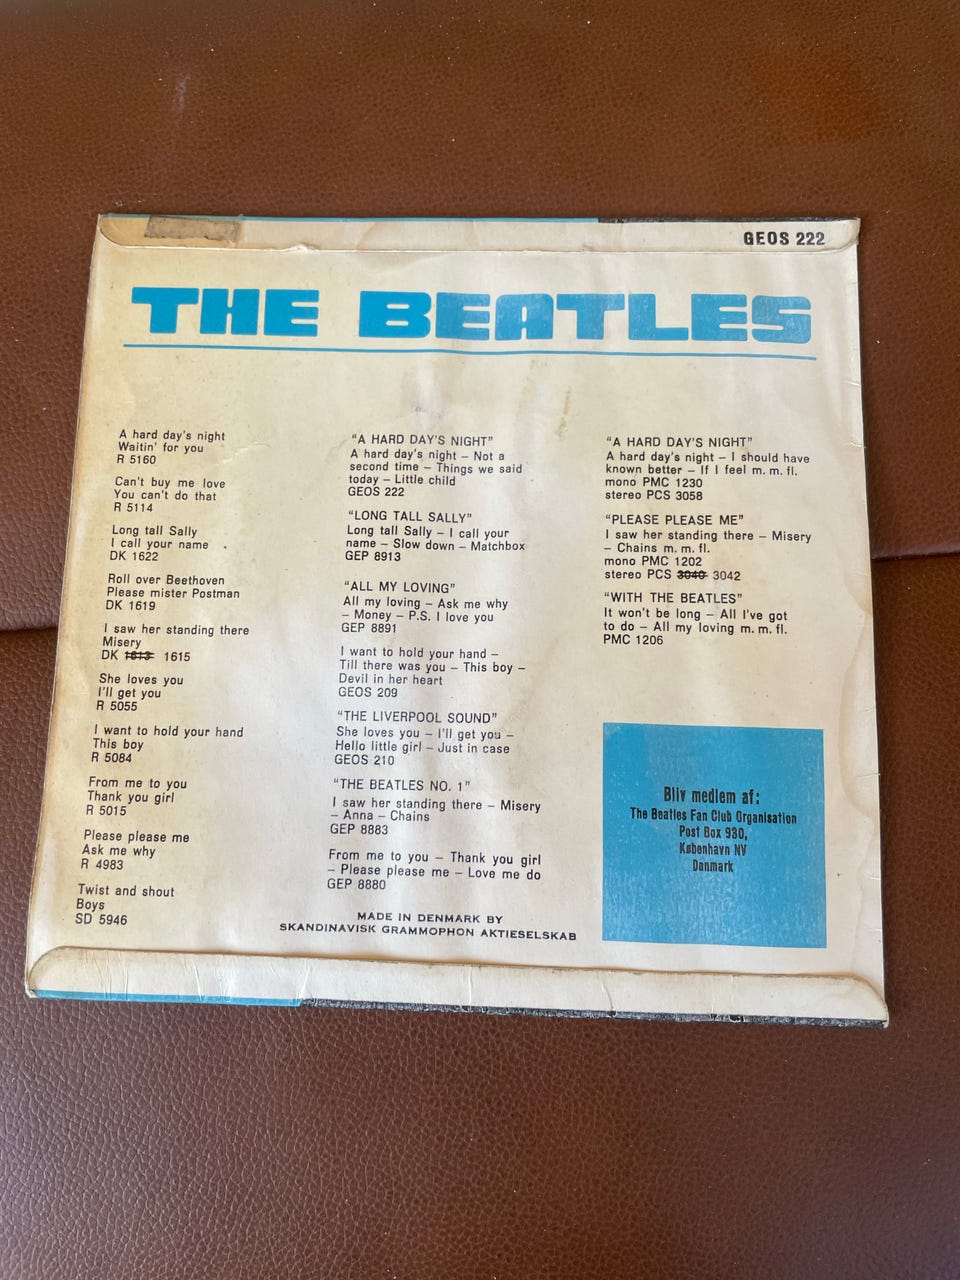 GEOS 222
THE BEATLES
A hard day's night
Waitin' for you
R 5160
Can't buy me love
You can't do that
R 5114
Long tall Sally
I call your name
DK 1622
Roll over Beethoven
Please mister Postman
DK 1619
I saw her standing there
Misery
DK 1613 1615
She loves you
I'll get you
R 5055
I want to hold your hand
This boy
R 5084
From me to you
Thank you girl
R 5015
Please please me
Ask me why
R 4983
Twist and shout
Boys
SD 5946
"A HARD DAY'S NIGHT"
A hard day's night – Not a
second time – Things we said
today – Little child
GEOS 222
"LONG TALL SALLY"
Long tall Sally – I call your
name – Slow down – Matchbox
GEP 8913
"ALL MY LOVING"
All my loving – Ask me why
– Money – P.S. I love you
GEP 8891
I want to hold your hand –
Till there was you – This boy –
Devil in her heart
GEOS 209
"THE LIVERPOOL SOUND"
She loves you – I'll get you –
Hello little girl – Just in case
GEOS 210
"THE BEATLES NO. 1"
I saw her standing there – Misery
– Anna – Chains
GEP 8883
From me to you – Thank you girl
– Please please me – Love me do
GEP 8880
"A HARD DAY'S NIGHT"
A hard day's night – I should have
known better – If I feel m. m. fl.
mono PMC 1230
stereo PCS 3058
"PLEASE PLEASE ME"
I saw her standing there – Misery
– Chains m. m. fl.
mono PMC 1202
stereo PCS 3040 3042
"WITH THE BEATLES"
It won't be long – All I've got
to do – All my loving m. m. fl.
PMC 1206
Bliv medlem af:
The Beatles Fan Club Organisation
Post Box 930,
København NV
Danmark
MADE IN DENMARK BY
SKANDINAVISK GRAMMOPHON AKTIESELSKAB